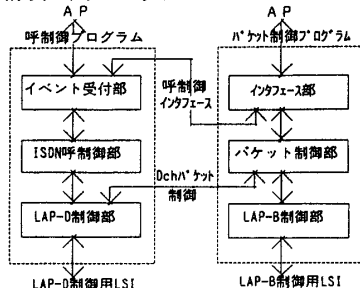 AP
AP
呼制御プログラム
パケット制御プログラム
イベント受付部
呼制御
インタフェース
インタフェース部
ISDN呼制御部
パケット制御部
Dchパケット
制御
LAP-D制御部
LAP-B制御部
LAP-D制御用LSI
LAP-B制御用LSI